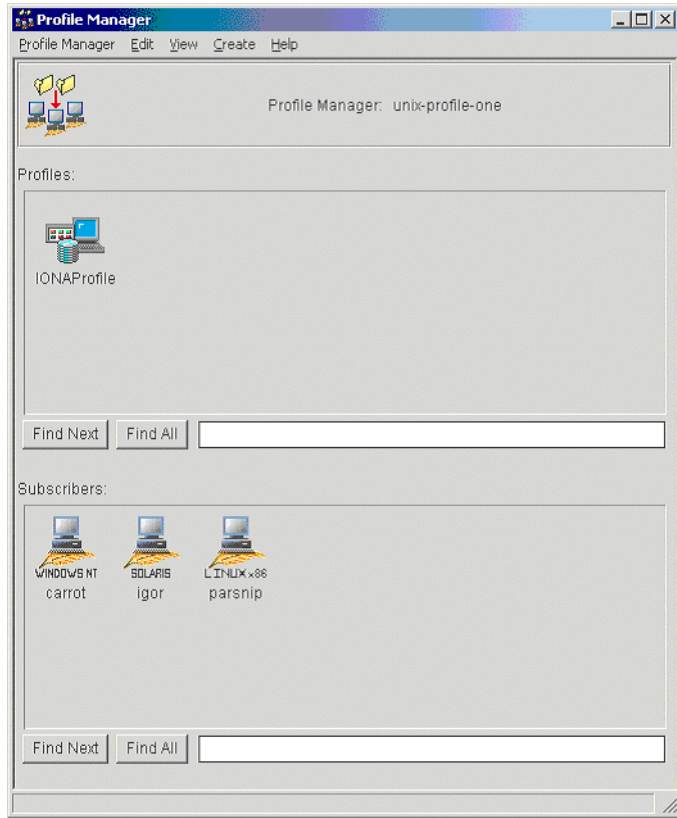 Profile Manager
Profile Manager Edit View Create Help
Profile Manager: unix-profile-one
Profiles:
IONAProfile
Find Next Find All
Subscribers:
WINDOWS NT SOLARIS LINUX x86
carrot igor parsnip
Find Next Find All